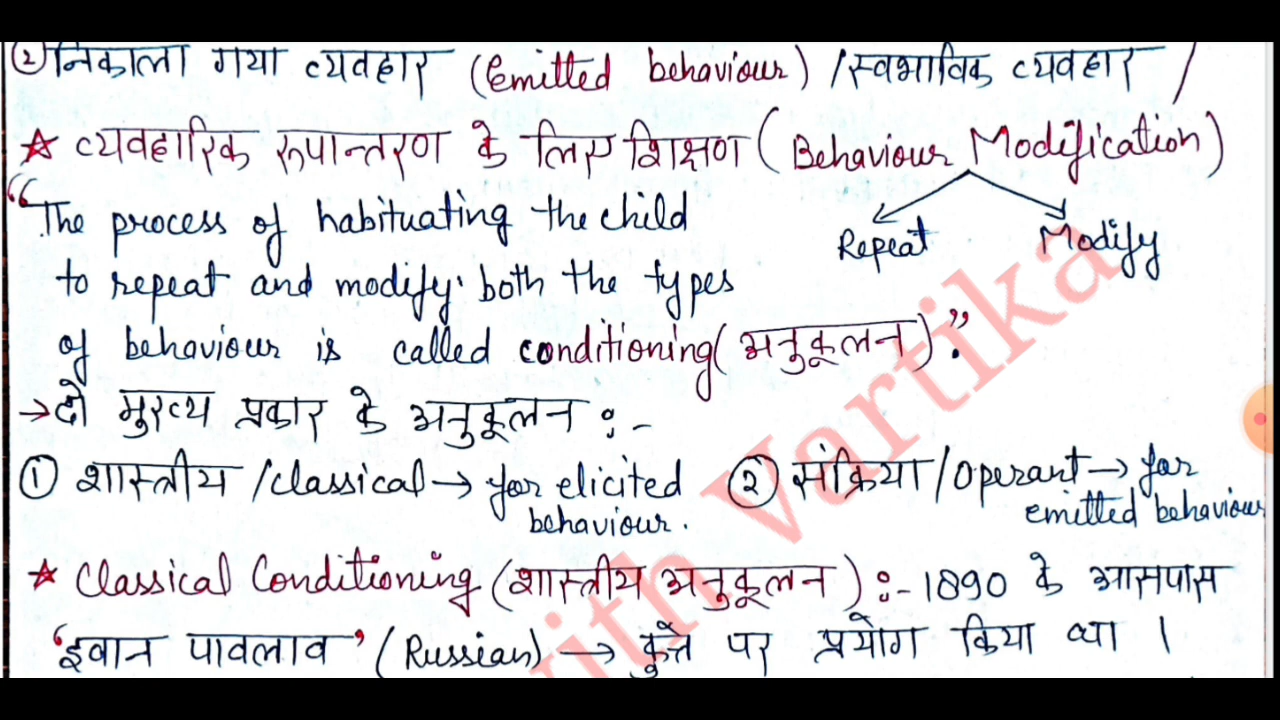 ② निकाला गया व्यवहार (Emitted behaviour) / स्वभाविक व्यवहार /
★ व्यवहारिक रूपान्तरण के लिए शिक्षण (Behaviour Modification)
Repeat Modify
“The process of habituating the child
to repeat and modify both the types
of behaviour is called conditioning (अनुकूलन)”.
→ दो मुख्य प्रकार के अनुकूलन :-
① शास्त्रीय / Classical → for elicited behaviour.
② संक्रिया / Operant → for emitted behaviour
★ Classical Conditioning (शास्त्रीय अनुकूलन) :- 1890 के आसपास
'इवान पावलाव' (Russian) → कुत्ते पर प्रयोग किया था ।
with Vartika